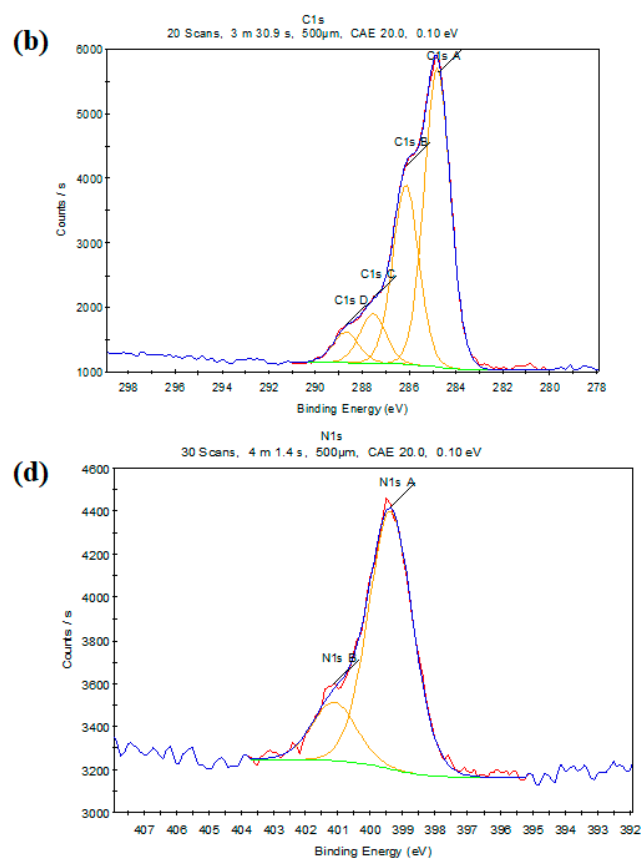 (b)
C1s
20 Scans, 3 m 30.9 s, 500µm, CAE 20.0, 0.10 eV
6000
5000
4000
3000
2000
1000
Counts / s
C1s A
C1s B
C1s C
C1s D
298 296 294 292 290 288 286 284 282 280 278
Binding Energy (eV)
(d)
N1s
30 Scans, 4 m 1.4 s, 500µm, CAE 20.0, 0.10 eV
4600
4400
4200
4000
3800
3600
3400
3200
3000
Counts / s
N1s A
N1s B
407 406 405 404 403 402 401 400 399 398 397 396 395 394 393 392
Binding Energy (eV)